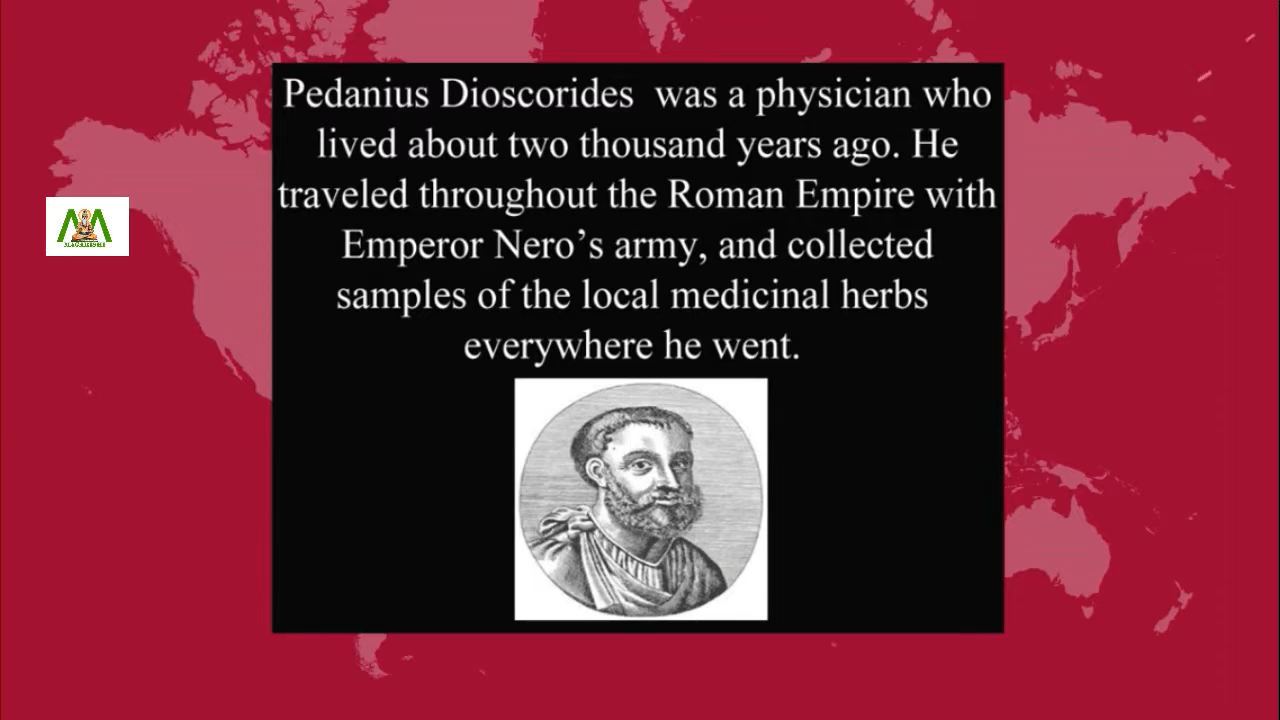 Pedanius Dioscorides was a physician who
lived about two thousand years ago. He
traveled throughout the Roman Empire with
Emperor Nero’s army, and collected
samples of the local medicinal herbs
everywhere he went.